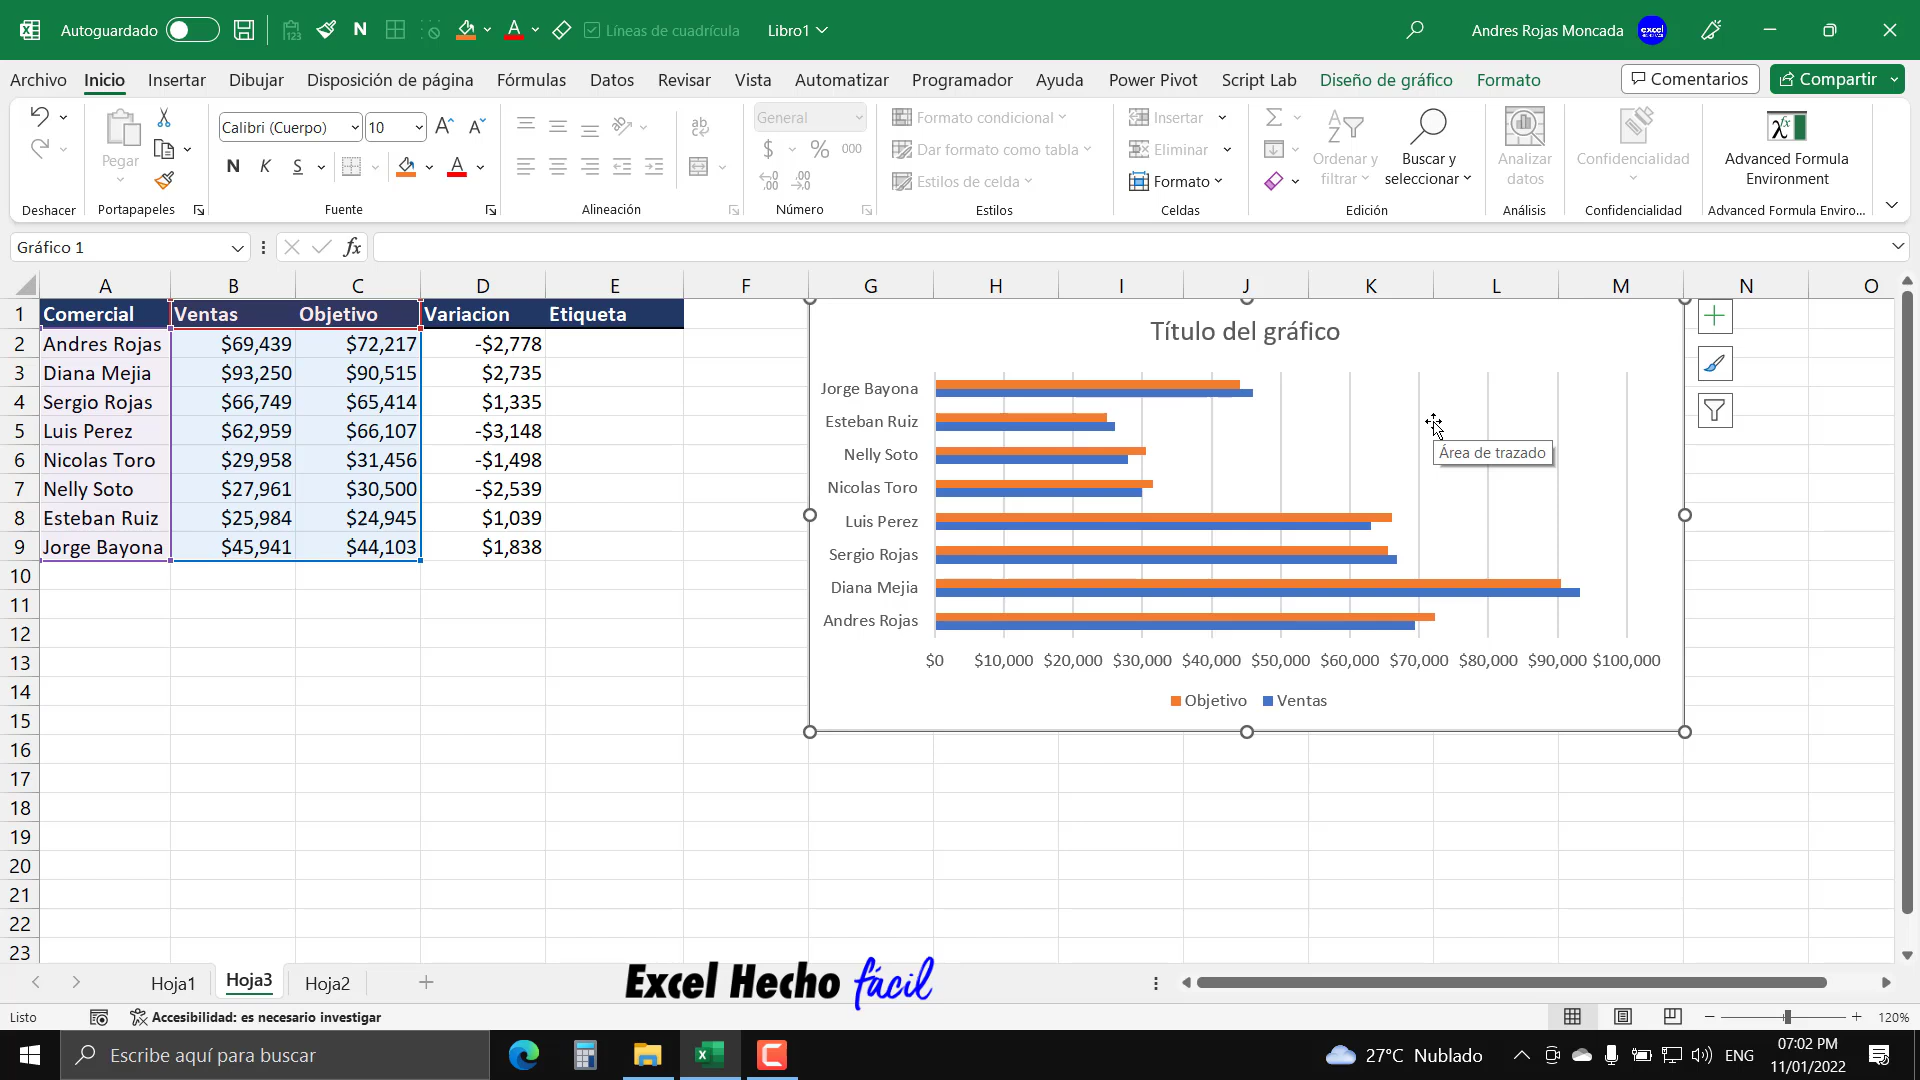 Autoguardado
Líneas de cuadrícula
Libro1
Andres Rojas Moncada
excel
Archivo Inicio Insertar Dibujar Disposición de página Fórmulas Datos Revisar Vista Automatizar Programador Ayuda Power Pivot Script Lab Diseño de gráfico Formato Comentarios Compartir
Pegar
Calibri (Cuerpo) 10
N K S
General
$ % 000
Formato condicional
Dar formato como tabla
Estilos de celda
Insertar
Eliminar
Formato
Ordenar y filtrar
Buscar y seleccionar
Analizar datos
Confidencialidad
Advanced Formula Environment
Deshacer Portapapeles Fuente Alineación Número Estilos Celdas Edición Análisis Confidencialidad Advanced Formula Enviro...
Gráfico 1 fx
A B C D E F G H I J K L M N O
1 Comercial Ventas Objetivo Variacion Etiqueta
2 Andres Rojas $69,439 $72,217 -$2,778
3 Diana Mejia $93,250 $90,515 $2,735
4 Sergio Rojas $66,749 $65,414 $1,335
5 Luis Perez $62,959 $66,107 -$3,148
6 Nicolas Toro $29,958 $31,456 -$1,498
7 Nelly Soto $27,961 $30,500 -$2,539
8 Esteban Ruiz $25,984 $24,945 $1,039
9 Jorge Bayona $45,941 $44,103 $1,838
10
11
12
13
14
15
16
17
18
19
20
21
22
23
Título del gráfico
Jorge Bayona
Esteban Ruiz
Área de trazado
Nelly Soto
Nicolas Toro
Luis Perez
Sergio Rojas
Diana Mejia
Andres Rojas
$0 $10,000 $20,000 $30,000 $40,000 $50,000 $60,000 $70,000 $80,000 $90,000 $100,000
Objetivo Ventas
Hoja1 Hoja3 Hoja2
Excel Hecho fácil
Listo
Accesibilidad: es necesario investigar
120%
Escribe aquí para buscar
27°C Nublado
ENG
07:02 PM
11/01/2022